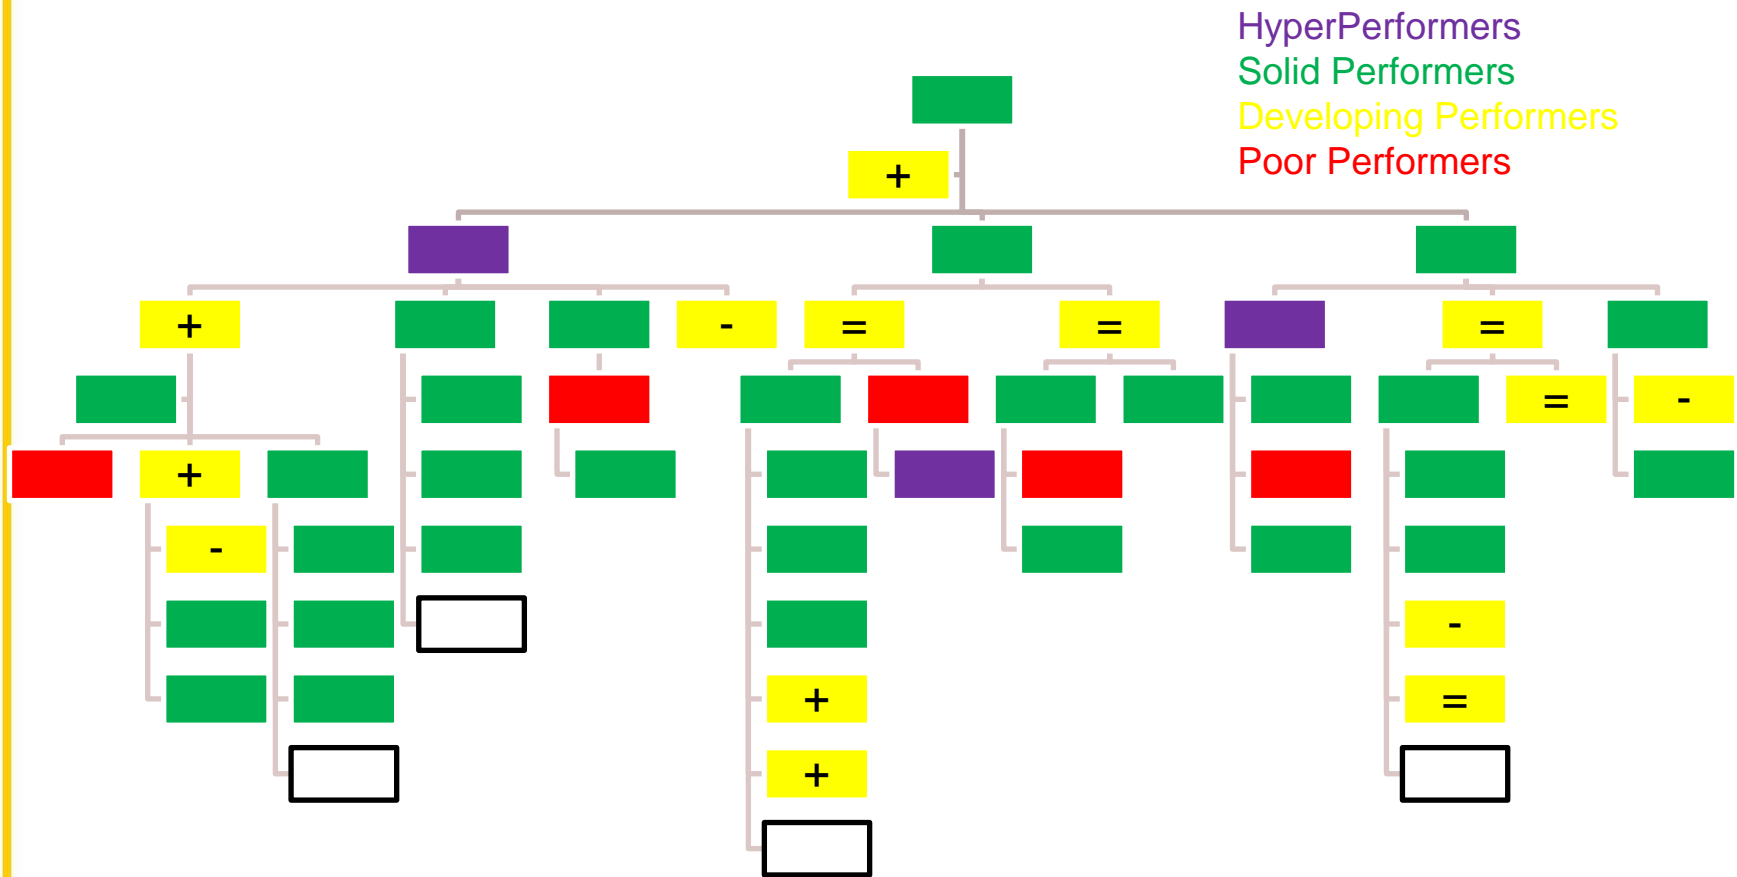 HyperPerformers
Solid Performers
Developing Performers
Poor Performers
+
+ - = = =
= -
+
-
-
+ =
+